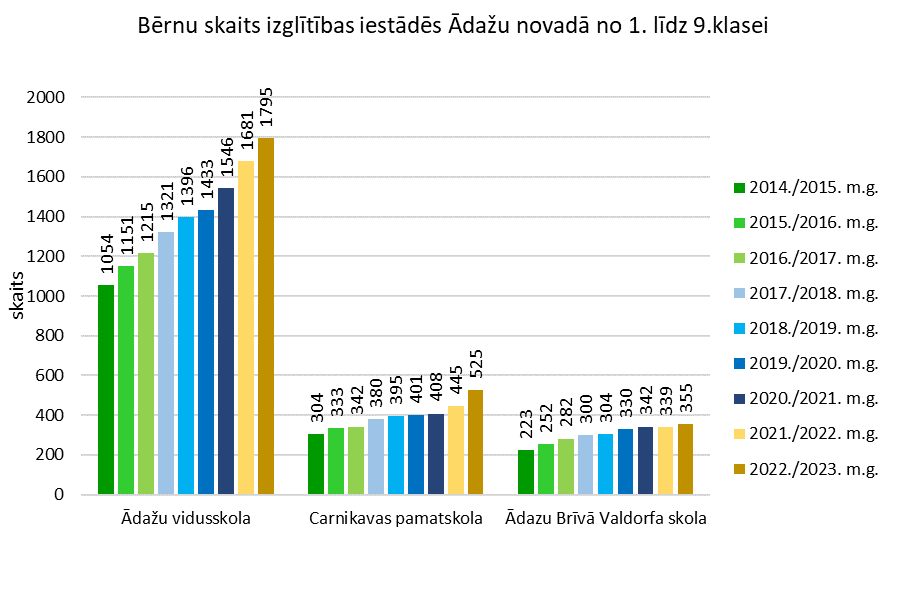 Bērnu skaits izglītības iestādēs Ādažu novadā no 1. līdz 9.klasei
skaits
2000
1800
1600
1400
1200
1000
800
600
400
200
0
1054
1151
1215
1321
1396
1433
1546
1681
1795
304
333
342
380
395
401
408
445
525
223
252
282
300
304
330
342
339
355
Ādažu vidusskola
Carnikavas pamatskola
Ādazu Brīvā Valdorfa skola
2014./2015. m.g.
2015./2016. m.g.
2016./2017. m.g.
2017./2018. m.g.
2018./2019. m.g.
2019./2020. m.g.
2020./2021. m.g.
2021./2022. m.g.
2022./2023. m.g.